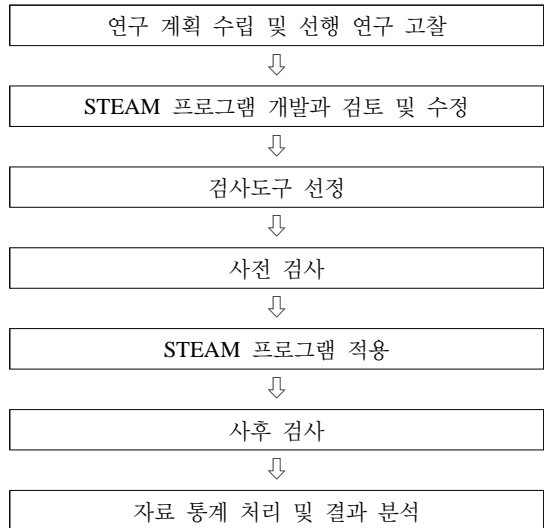 연구 계획 수립 및 선행 연구 고찰
⇩
STEAM 프로그램 개발과 검토 및 수정
⇩
검사도구 선정
⇩
사전 검사
⇩
STEAM 프로그램 적용
⇩
사후 검사
⇩
자료 통계 처리 및 결과 분석